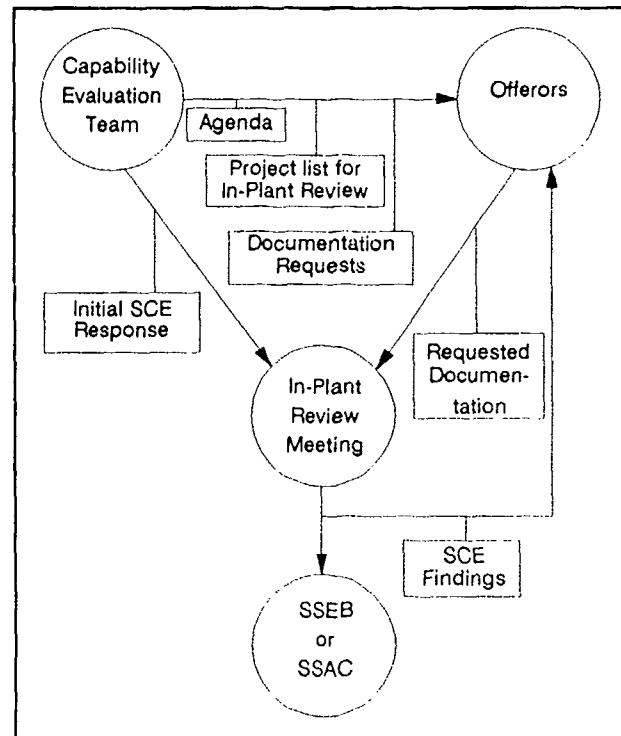 Capability
Evaluation
Team
Offerors
Agenda
Project list for
In-Plant Review
Documentation
Requests
Initial SCE
Response
Requested
Documen-
tation
In-Plant
Review
Meeting
SCE
Findings
SSEB
or
SSAC